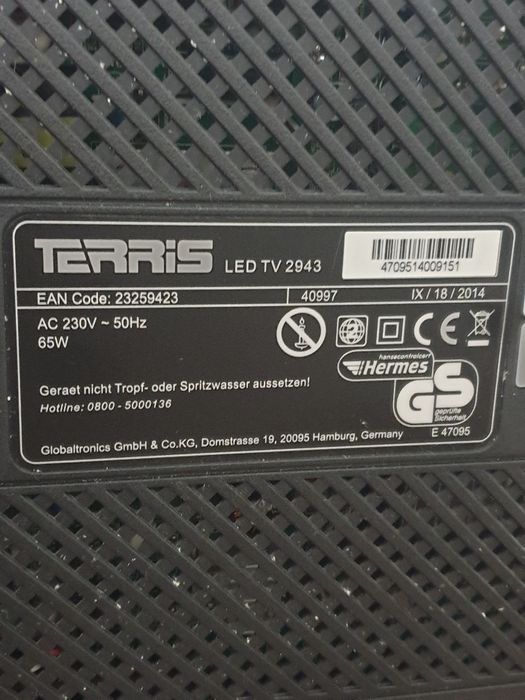 TERRIS LED TV 2943
4709514009151
EAN Code: 23259423 40997 IX / 18 / 2014
AC 230V ~ 50Hz
65W
2
CE
hansecontrolcert
Hermes
GS
geprüfte
Sicherheit
Geraet nicht Tropf- oder Spritzwasser aussetzen!
Hotline: 0800 - 5000136
Globaltronics GmbH & Co.KG, Domstrasse 19, 20095 Hamburg, Germany E 47095